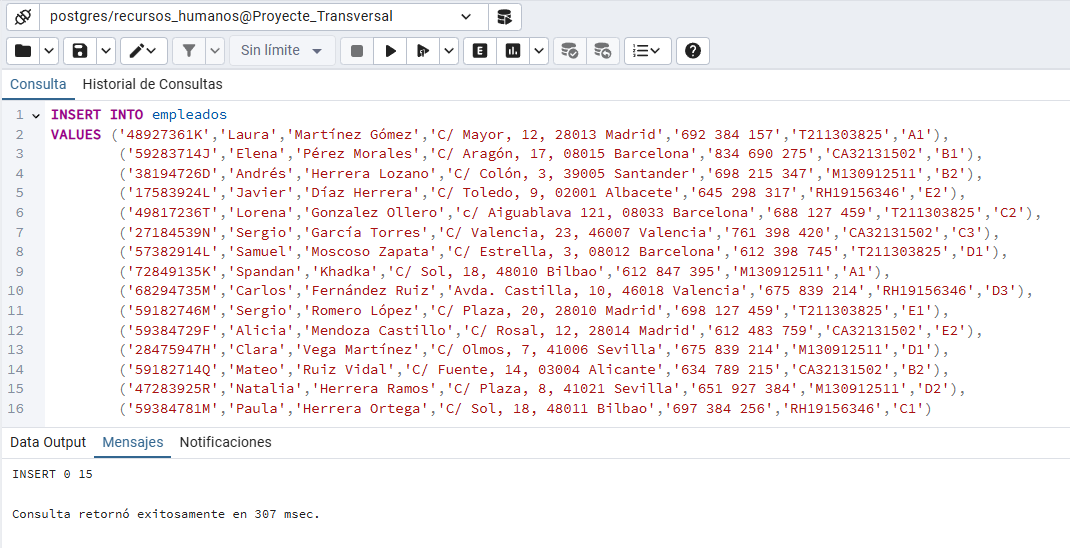 postgres/recursos_humanos@Proyecte_Transversal
Sin límite
Consulta Historial de Consultas
1 INSERT INTO empleados
2 VALUES ('48927361K','Laura','Martínez Gómez','C/ Mayor, 12, 28013 Madrid','692 384 157','T211303825','A1'),
3 ('59283714J','Elena','Pérez Morales','C/ Aragón, 17, 08015 Barcelona','834 690 275','CA32131502','B1'),
4 ('38194726D','Andrés','Herrera Lozano','C/ Colón, 3, 39005 Santander','698 215 347','M130912511','B2'),
5 ('17583924L','Javier','Díaz Herrera','C/ Toledo, 9, 02001 Albacete','645 298 317','RH19156346','E2'),
6 ('49817236T','Lorena','Gonzalez Ollero','c/ Aiguablava 121, 08033 Barcelona','688 127 459','T211303825','C2'),
7 ('27184539N','Sergio','García Torres','C/ Valencia, 23, 46007 Valencia','761 398 420','CA32131502','C3'),
8 ('57382914L','Samuel','Moscoso Zapata','C/ Estrella, 3, 08012 Barcelona','612 398 745','T211303825','D1'),
9 ('72849135K','Spandan','Khadka','C/ Sol, 18, 48010 Bilbao','612 847 395','M130912511','A1'),
10 ('68294735M','Carlos','Fernández Ruiz','Avda. Castilla, 10, 46018 Valencia','675 839 214','RH19156346','D3'),
11 ('59182746M','Sergio','Romero López','C/ Plaza, 20, 28010 Madrid','698 127 459','T211303825','E1'),
12 ('59384729F','Alicia','Mendoza Castillo','C/ Rosal, 12, 28014 Madrid','612 483 759','CA32131502','E2'),
13 ('28475947H','Clara','Vega Martínez','C/ Olmos, 7, 41006 Sevilla','675 839 214','M130912511','D1'),
14 ('59182714Q','Mateo','Ruiz Vidal','C/ Fuente, 14, 03004 Alicante','634 789 215','CA32131502','B2'),
15 ('47283925R','Natalia','Herrera Ramos','C/ Plaza, 8, 41021 Sevilla','651 927 384','M130912511','D2'),
16 ('59384781M','Paula','Herrera Ortega','C/ Sol, 18, 48011 Bilbao','697 384 256','RH19156346','C1')
Data Output Mensajes Notificaciones
INSERT 0 15
Consulta retornó exitosamente en 307 msec.